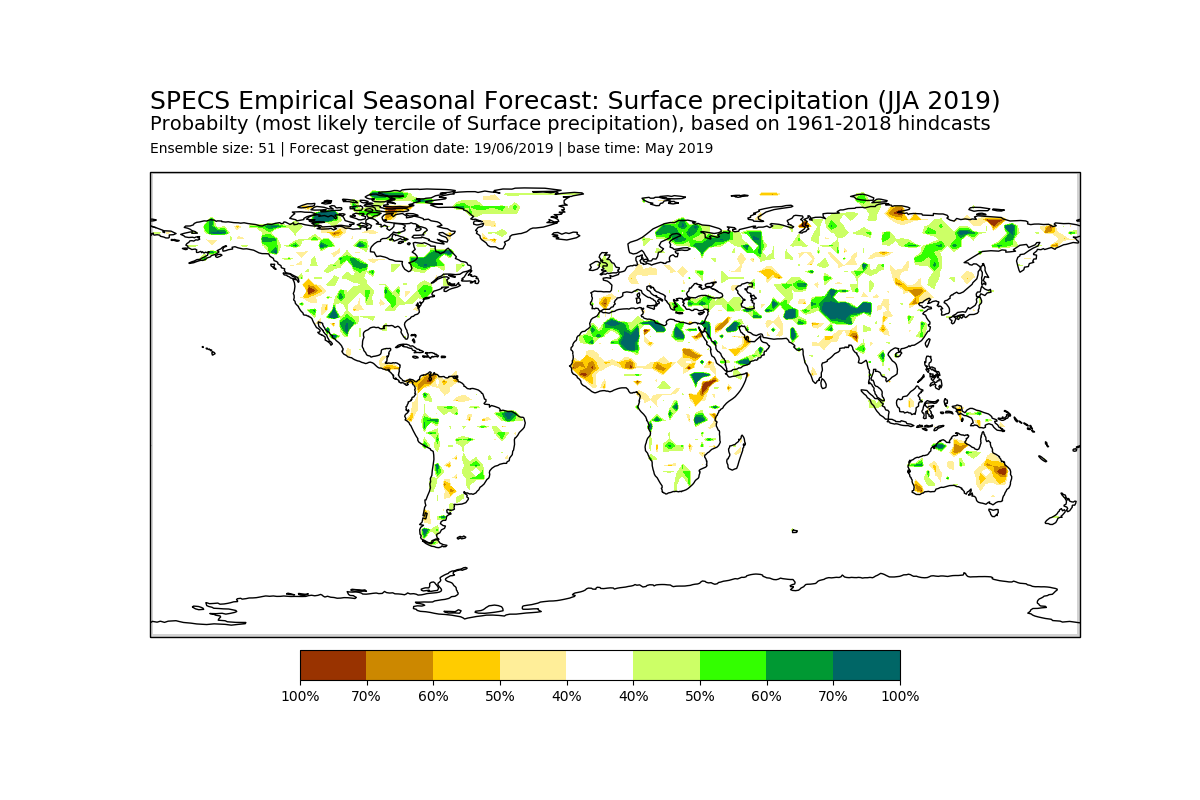 SPECS Empirical Seasonal Forecast: Surface precipitation (JJA 2019)
Probabilty (most likely tercile of Surface precipitation), based on 1961-2018 hindcasts
Ensemble size: 51 | Forecast generation date: 19/06/2019 | base time: May 2019
100% 70% 60% 50% 40% 40% 50% 60% 70% 100%